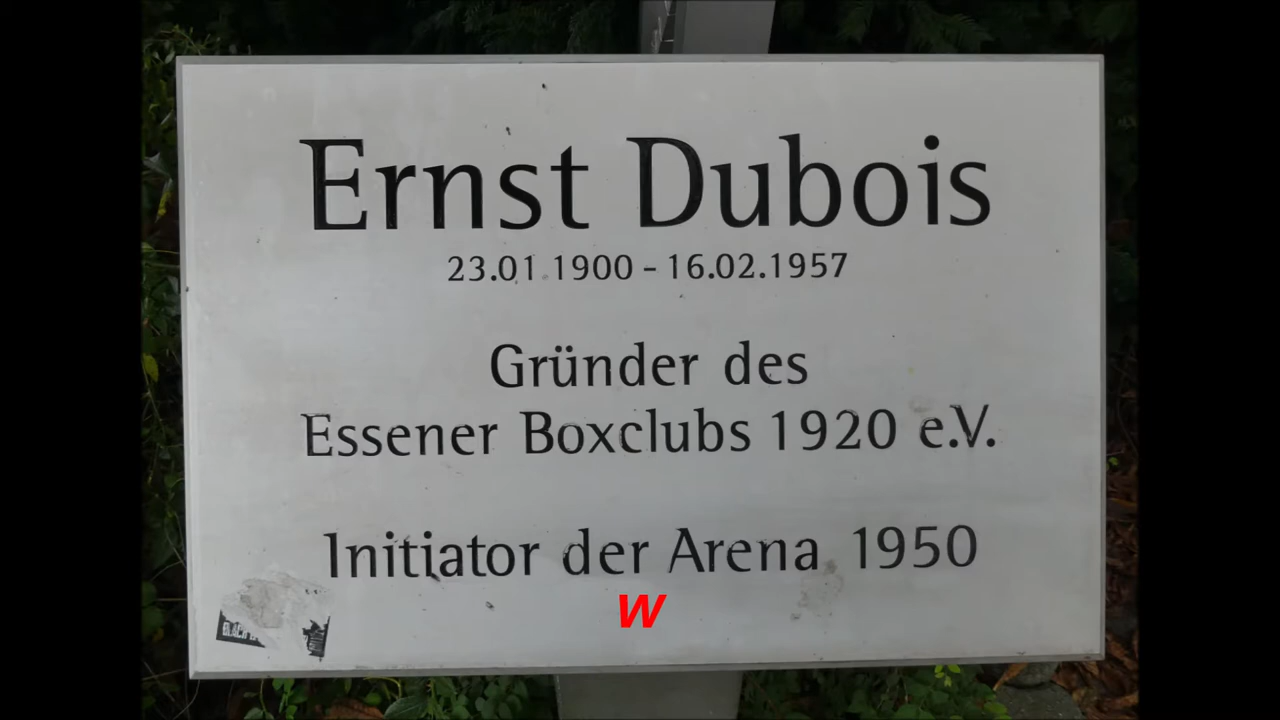 Ernst Dubois
23.01.1900 - 16.02.1957
Gründer des
Essener Boxclubs 1920 e.V.
Initiator der Arena 1950
W